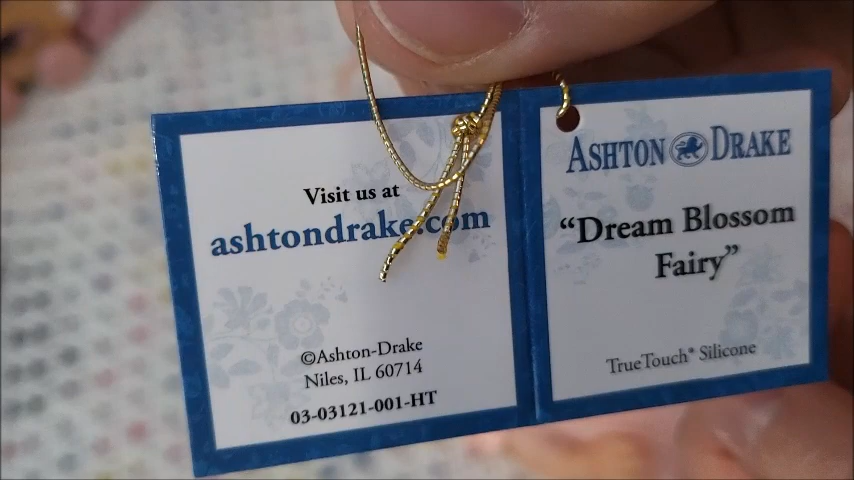 Visit us at
ashtondrake.com
©Ashton-Drake
Niles, IL 60714
03-03121-001-HT
ASHTON DRAKE
“Dream Blossom
Fairy”
TrueTouch® Silicone